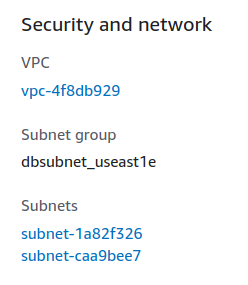 Security and network
VPC
vpc-4f8db929
Subnet group
dbsubnet_useast1e
Subnets
subnet-1a82f326
subnet-caa9bee7